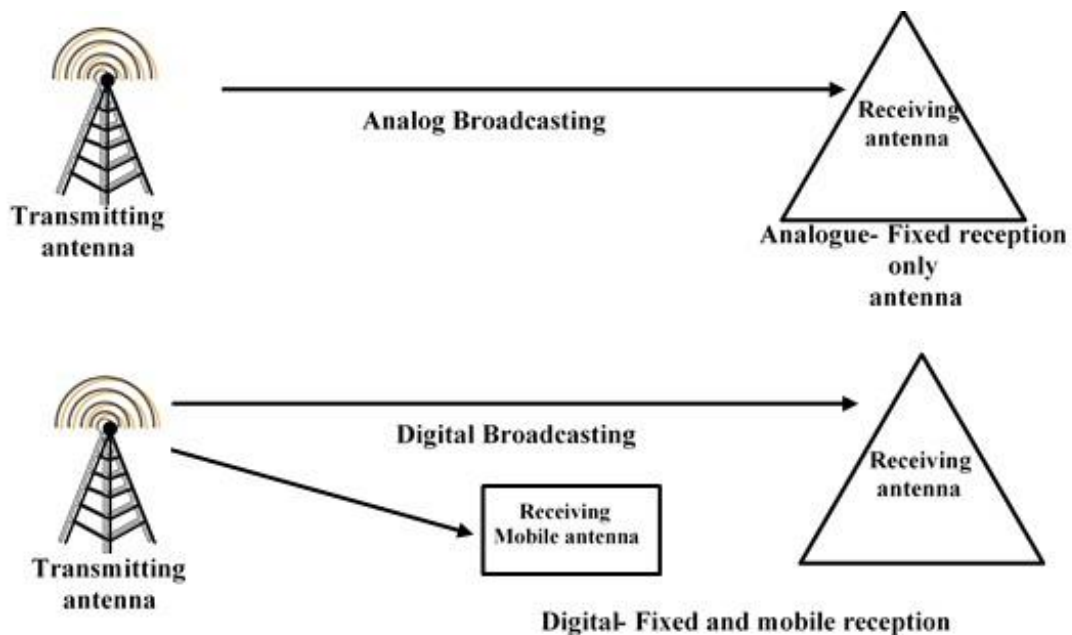 Analog Broadcasting
Receiving
antenna
Transmitting
antenna
Analogue- Fixed reception
only
antenna
Digital Broadcasting
Receiving
antenna
Receiving
Mobile antenna
Transmitting
antenna
Digital- Fixed and mobile reception